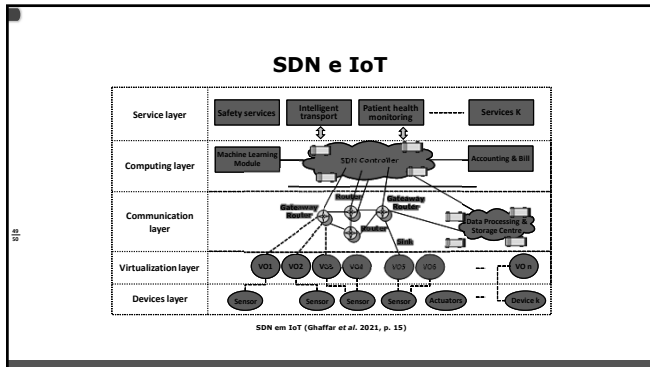 SDN e IoT
Service layer
Safety services
Intelligent
transport
Patient health
monitoring
Services K
Computing layer
Machine Learning
Module
SDN Controller
Accounting & Bill
Communication
layer
Gateway
Router
Router
Router
Gateway
Router
Sink
Data Processing &
Storage Centre
Virtualization layer
VO1
VO2
VO3
VO4
VO5
VO6
VO n
Devices layer
Sensor
Sensor
Sensor
Sensor
Actuators
Device k
SDN em IoT (Ghaffar et al. 2021, p. 15)
49
50